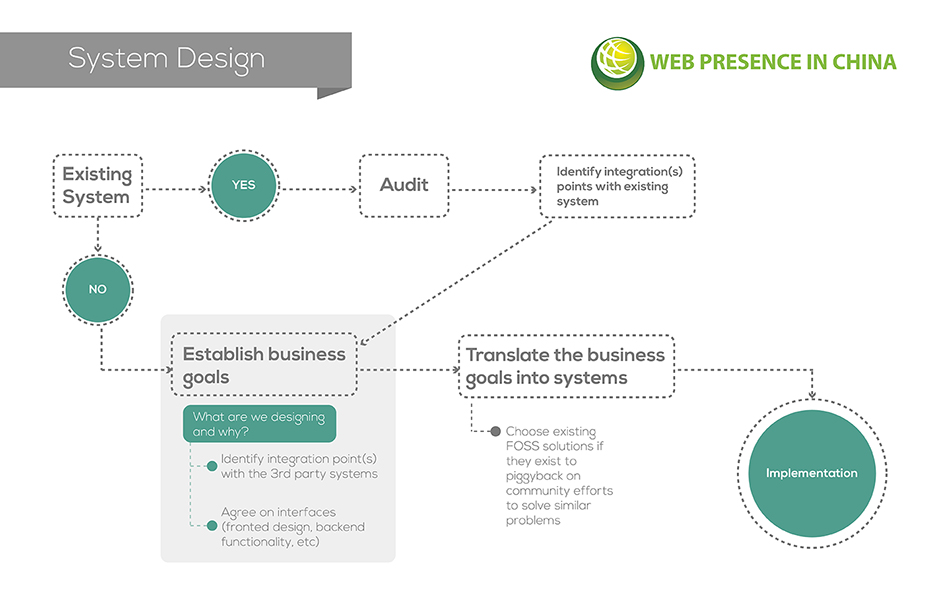 System Design
WEB PRESENCE IN CHINA
Existing
System
YES
Audit
Identify integration(s)
points with existing
system
NO
Establish business
goals
What are we designing
and why?
Identify integration point(s)
with the 3rd party systems
Agree on interfaces
(fronted design, backend
functionality, etc)
Translate the business
goals into systems
Choose existing
FOSS solutions if
they exist to
piggyback on
community efforts
to solve similar
problems
Implementation